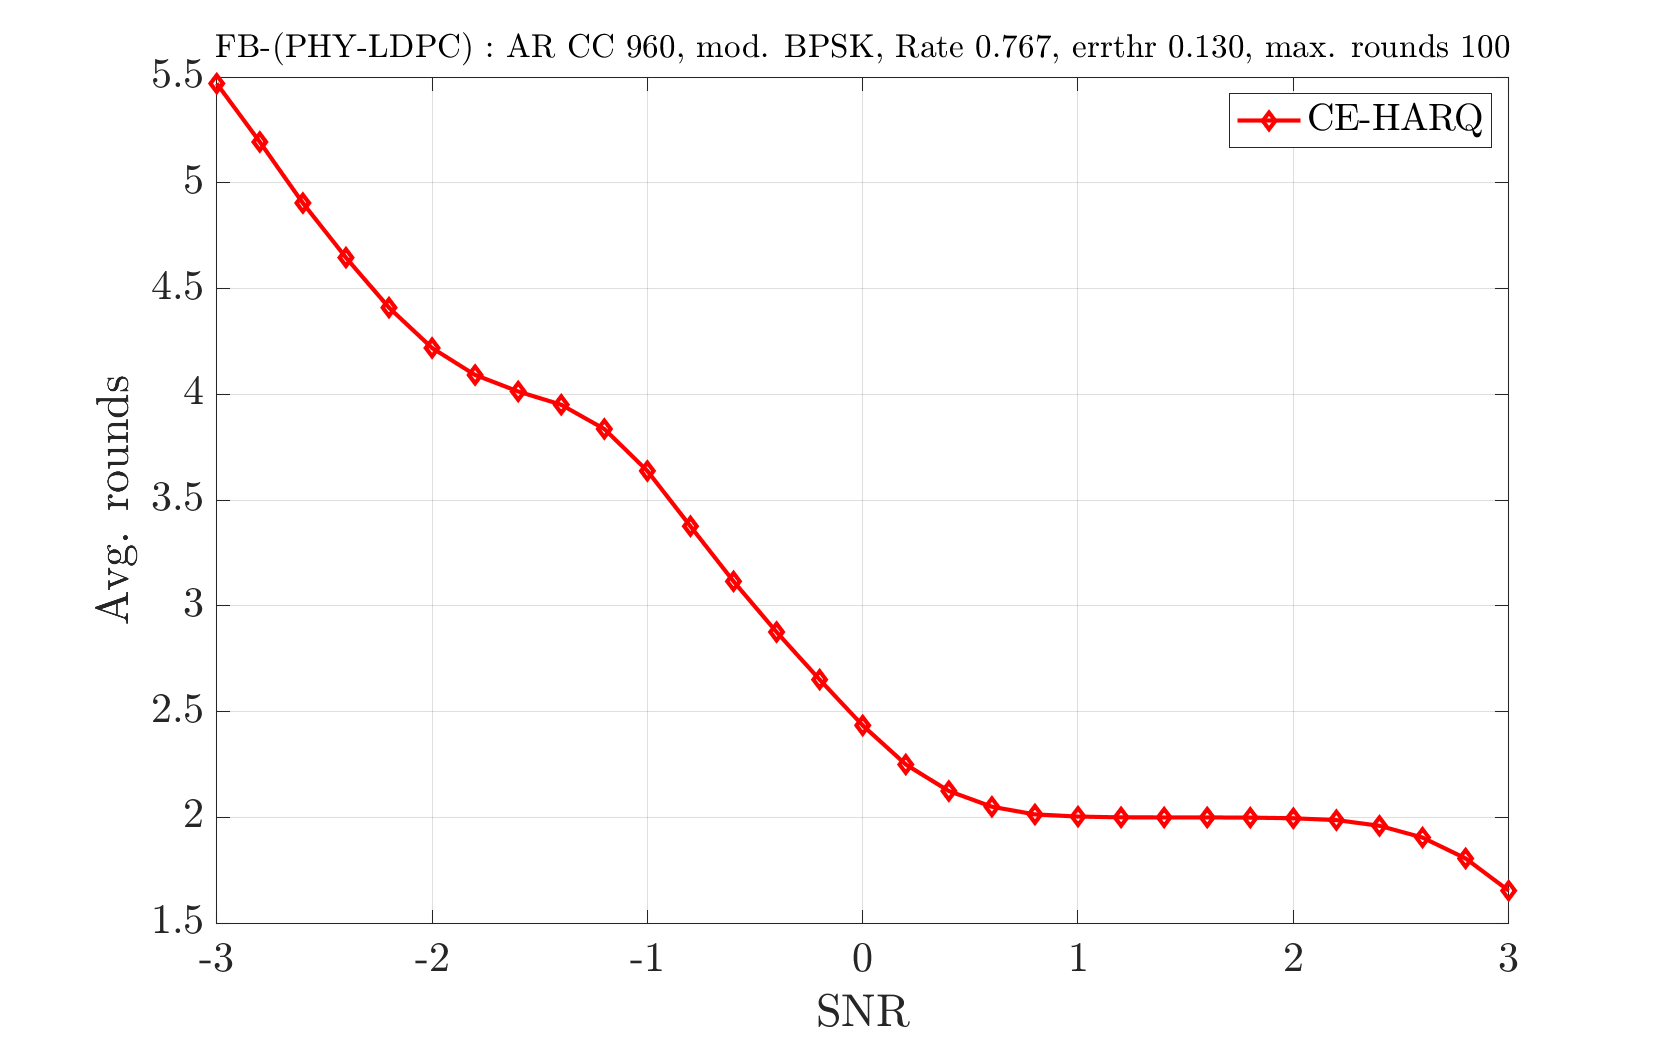 FB-(PHY-LDPC) : AR CC 960, mod. BPSK, Rate 0.767, errthr 0.130, max. rounds 100
CE-HARQ
5.5
5
4.5
4
3.5
3
2.5
2
1.5
Avg. rounds
-3 -2 -1 0 1 2 3
SNR